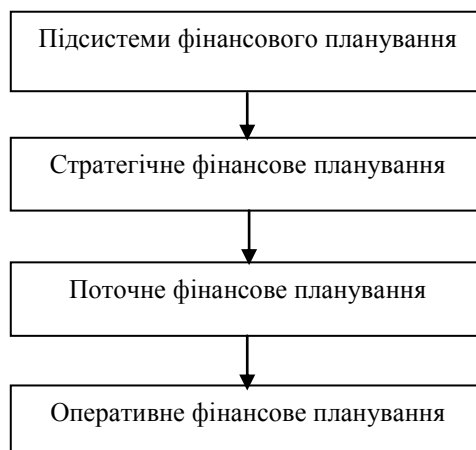 Підсистеми фінансового планування
Стратегічне фінансове планування
Поточне фінансове планування
Оперативне фінансове планування